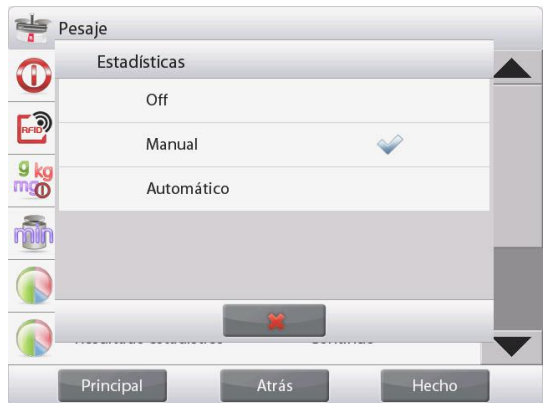 Pesaje
Estadísticas
Off
RFID
Manual
g kg
mg
Automático
min
Principal Atrás Hecho